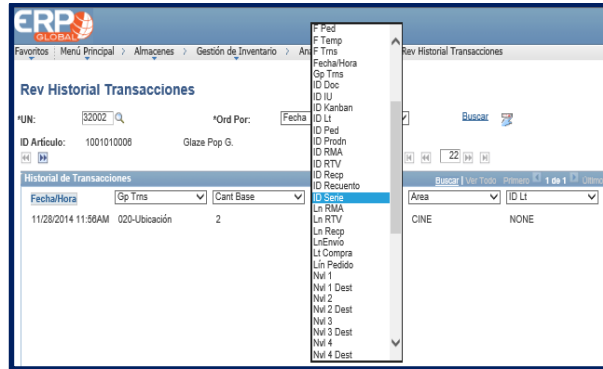 ERP
GLOBAL
Favoritos Menú Principal > Almacenes > Gestión de Inventario > Rev Historial Transacciones
Rev Historial Transacciones
*UN: 32002 *Ord Por: Fecha Buscar
ID Artículo: 1001010006 Glaze Pop G.
22
Historial de Transacciones Buscar | Ver Todo Primero 1 de 1 Último
Fecha/Hora Gp Trns Cant Base Area ID Lt
11/28/2014 11:56AM 020-Ubicación 2 CINE NONE
F Ped
F Temp
F Trns
Fecha/Hora
Gp Trns
ID Doc
ID IU
ID Kanban
ID Lt
ID Ped
ID Prodn
ID RMA
ID RTV
ID Recp
ID Recuento
ID Serie
Ln RMA
Ln RTV
Ln Recp
LnEnvío
Lt Compra
Lín Pedido
Nvl 1
Nvl 1 Dest
Nvl 2
Nvl 2 Dest
Nvl 3
Nvl 3 Dest
Nvl 4
Nvl 4 Dest